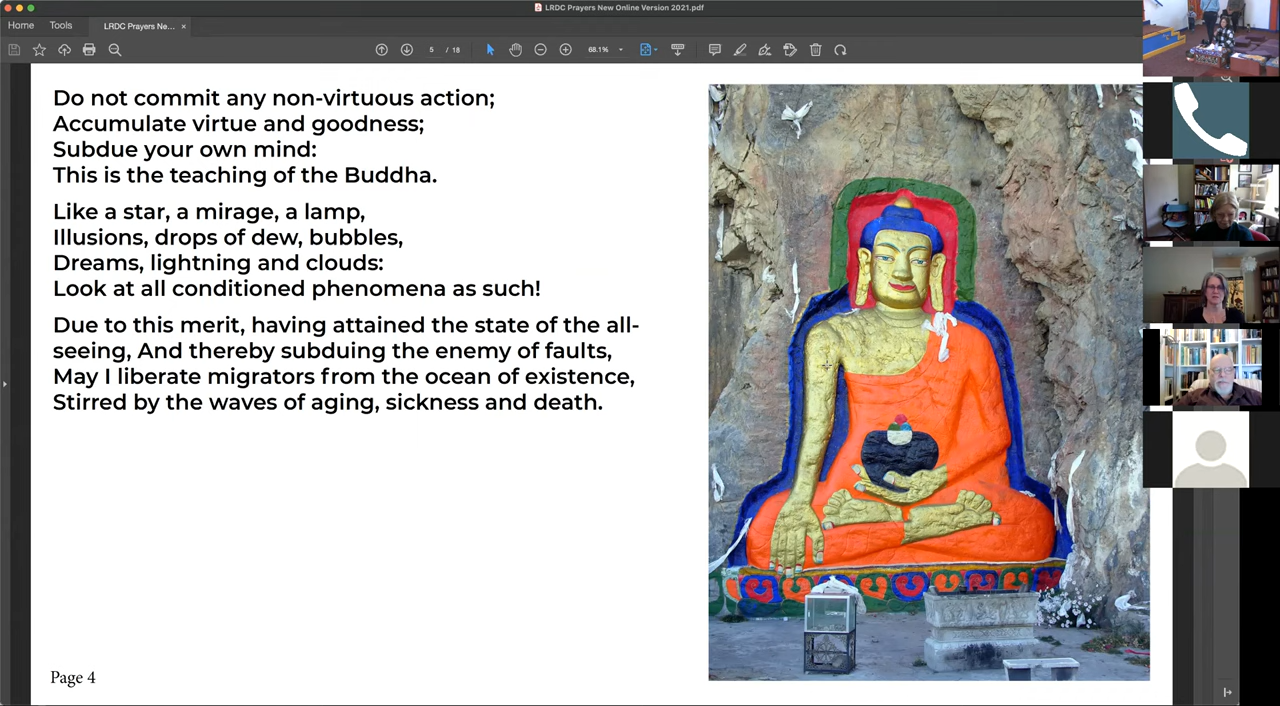 LRDC Prayers New Online Version 2021.pdf
Home Tools LRDC Prayers Ne... ×
5 / 18 68.1%
Do not commit any non-virtuous action;
Accumulate virtue and goodness;
Subdue your own mind:
This is the teaching of the Buddha.
Like a star, a mirage, a lamp,
Illusions, drops of dew, bubbles,
Dreams, lightning and clouds:
Look at all conditioned phenomena as such!
Due to this merit, having attained the state of the all-
seeing, And thereby subduing the enemy of faults,
May I liberate migrators from the ocean of existence,
Stirred by the waves of aging, sickness and death.
Page 4